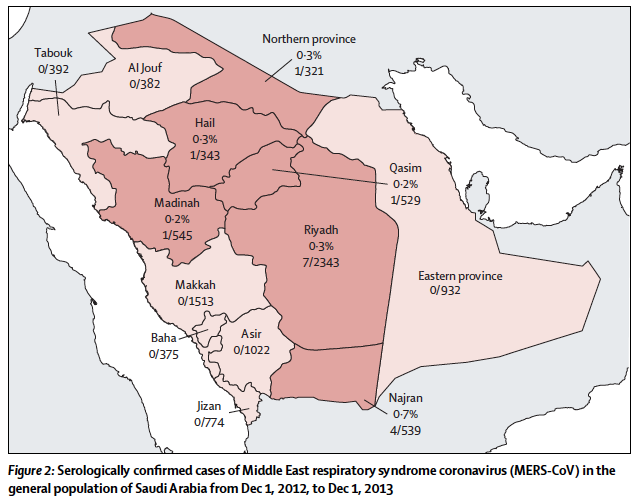 Northern province
0·3%
1/321
Tabouk
0/392
Al Jouf
0/382
Hail
0·3%
1/343
Qasim
0·2%
1/529
Madinah
0·2%
1/545
Riyadh
0·3%
7/2343
Eastern province
0/932
Makkah
0/1513
Baha
0/375
Asir
0/1022
Jizan
0/774
Najran
0·7%
4/539
Figure 2: Serologically confirmed cases of Middle East respiratory syndrome coronavirus (MERS-CoV) in the
general population of Saudi Arabia from Dec 1, 2012, to Dec 1, 2013